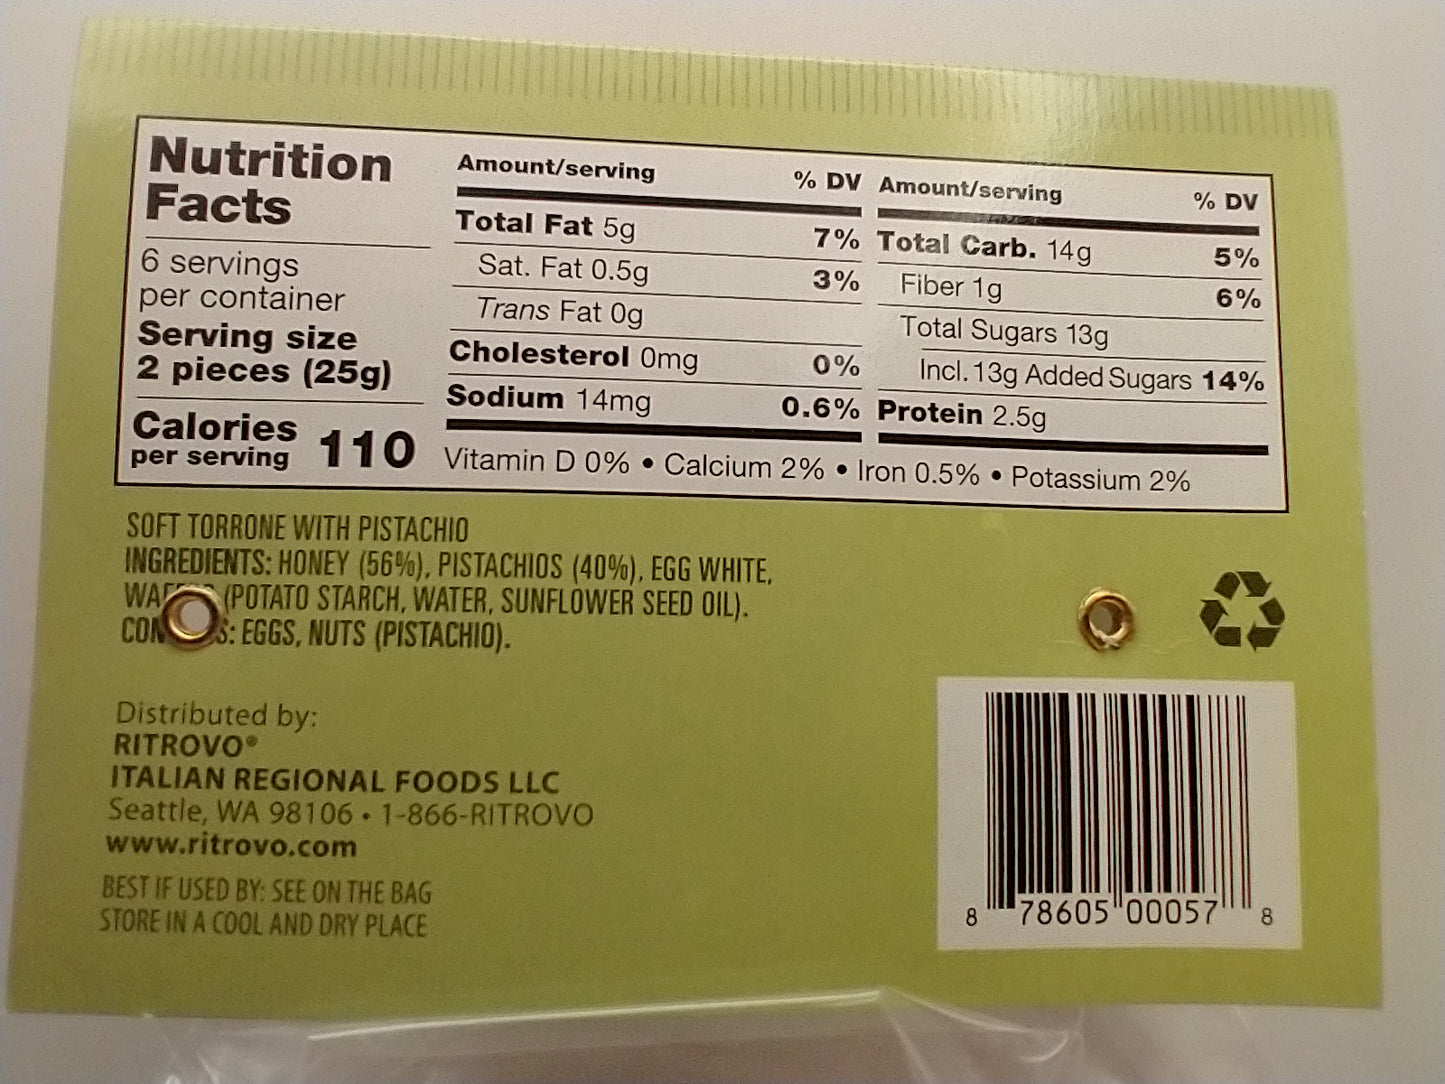 Nutrition
Facts
6 servings
per container
Serving size
2 pieces (25g)
Calories
per serving 110
Amount/serving % DV
Total Fat 5g 7%
Sat. Fat 0.5g 3%
Trans Fat 0g
Cholesterol 0mg 0%
Sodium 14mg 0.6%
Amount/serving % DV
Total Carb. 14g 5%
Fiber 1g 6%
Total Sugars 13g
Incl. 13g Added Sugars 14%
Protein 2.5g
Vitamin D 0% • Calcium 2% • Iron 0.5% • Potassium 2%
SOFT TORRONE WITH PISTACHIO
INGREDIENTS: HONEY (56%), PISTACHIOS (40%), EGG WHITE,
(POTATO STARCH, WATER, SUNFLOWER SEED OIL).
EGGS, NUTS (PISTACHIO).
Distributed by:
RITROVO®
ITALIAN REGIONAL FOODS LLC
Seattle, WA 98106 • 1-866-RITROVO
www.ritrovo.com
BEST IF USED BY: SEE ON THE BAG
STORE IN A COOL AND DRY PLACE
8 78605 00057 8